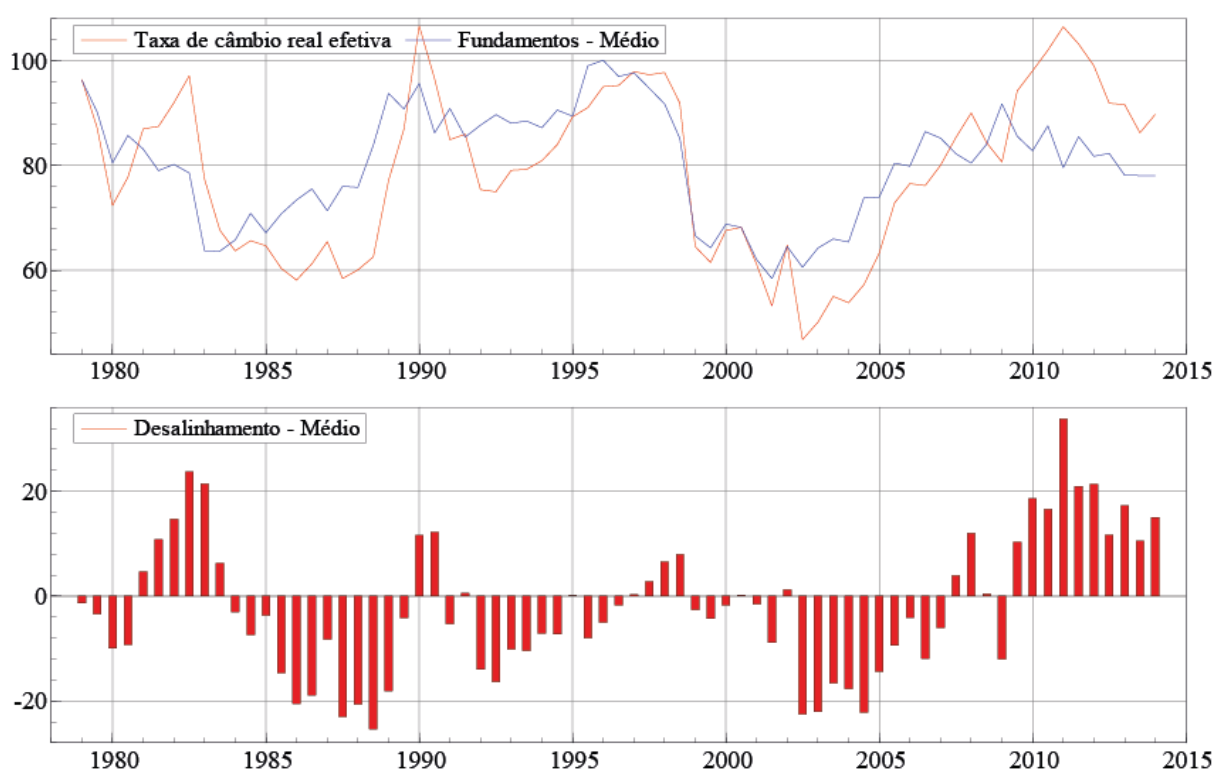 Taxa de câmbio real efetiva Fundamentos - Médio
100
80
60
1980 1985 1990 1995 2000 2005 2010 2015
Desalinhamento - Médio
20
0
-20
1980 1985 1990 1995 2000 2005 2010 2015